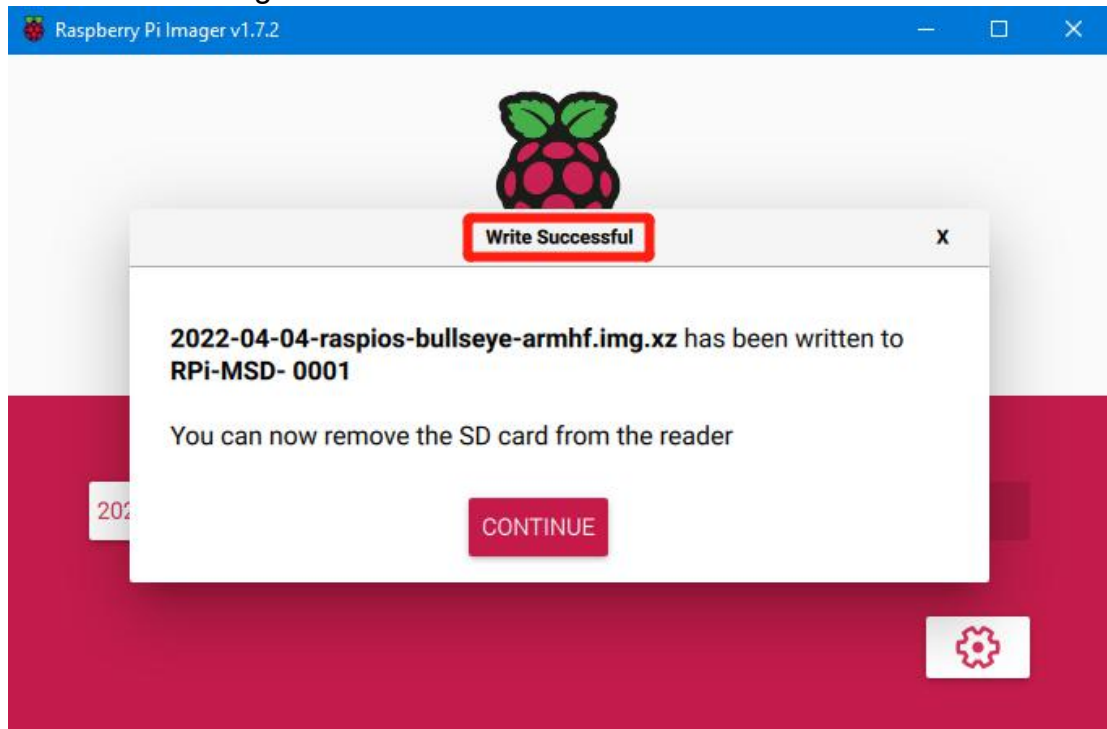 Raspberry Pi Imager v1.7.2
Write Successful
X
2022-04-04-raspios-bullseye-armhf.img.xz has been written to
RPi-MSD- 0001
You can now remove the SD card from the reader
202
CONTINUE